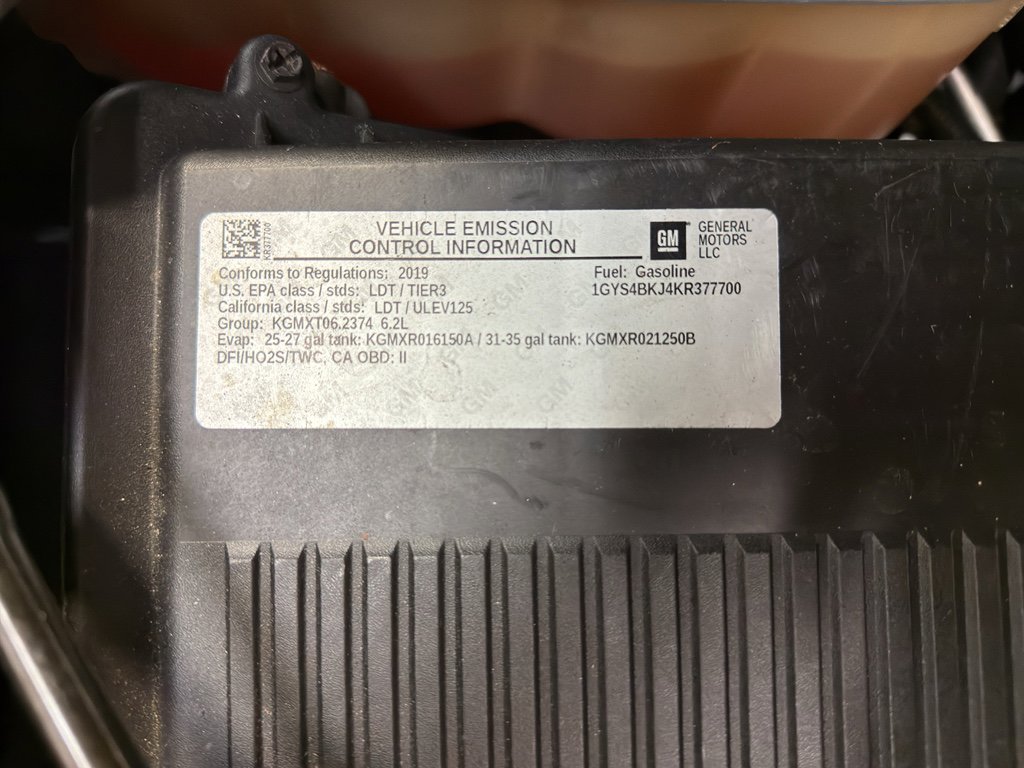 VEHICLE EMISSION
CONTROL INFORMATION
GM
GENERAL
MOTORS
LLC
KR377700
Conforms to Regulations: 2019
Fuel: Gasoline
U.S. EPA class / stds: LDT / TIER3
1GYS4BKJ4KR377700
California class / stds: LDT / ULEV125
Group: KGMXT06.2374 6.2L
Evap: 25-27 gal tank: KGMXR016150A / 31-35 gal tank: KGMXR021250B
DFI/HO2S/TWC, CA OBD: II